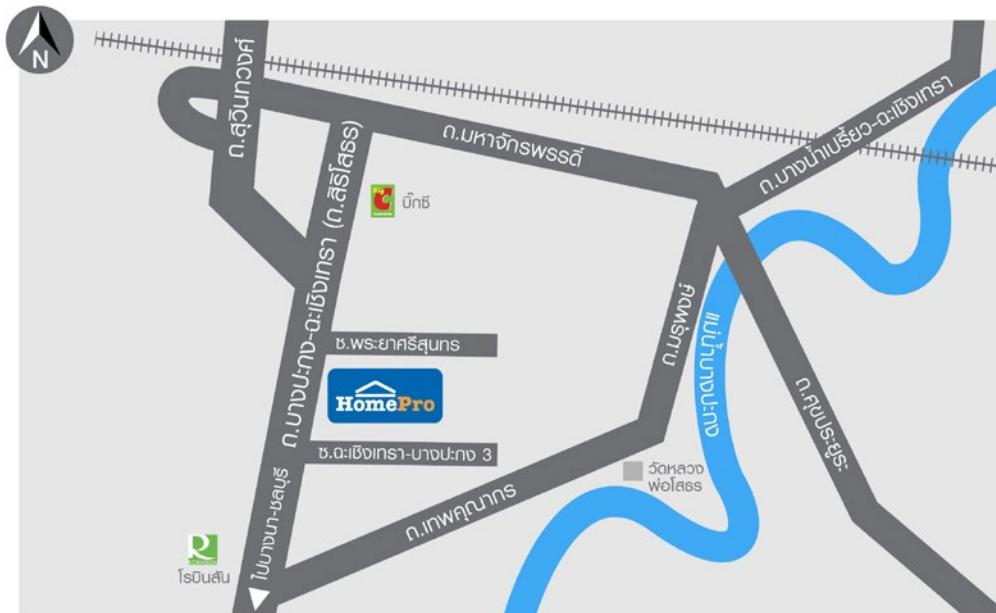 N
ถ.สุวินทวงศ์
ถ.มหาจักรพรรดิ์
ถ.บางน้ำเปรี้ยว-ฉะเชิงเทรา
ถ.บางปะกง-ฉะเชิงเทรา (ถ.สิริโสธร)
Big
C
บิ๊กซี
ซ.พระยาศรีสุนทร
HomePro
ซ.ฉะเชิงเทรา-บางปะกง 3
ถ.มรุพงศ์
แม่น้ำบางปะกง
ถ.ศุขประยูระ
วัดหลวง
พ่อโสธร
ถ.เทพคุณากร
ไปบางนา-ชลบุรี
R
โรบินสัน